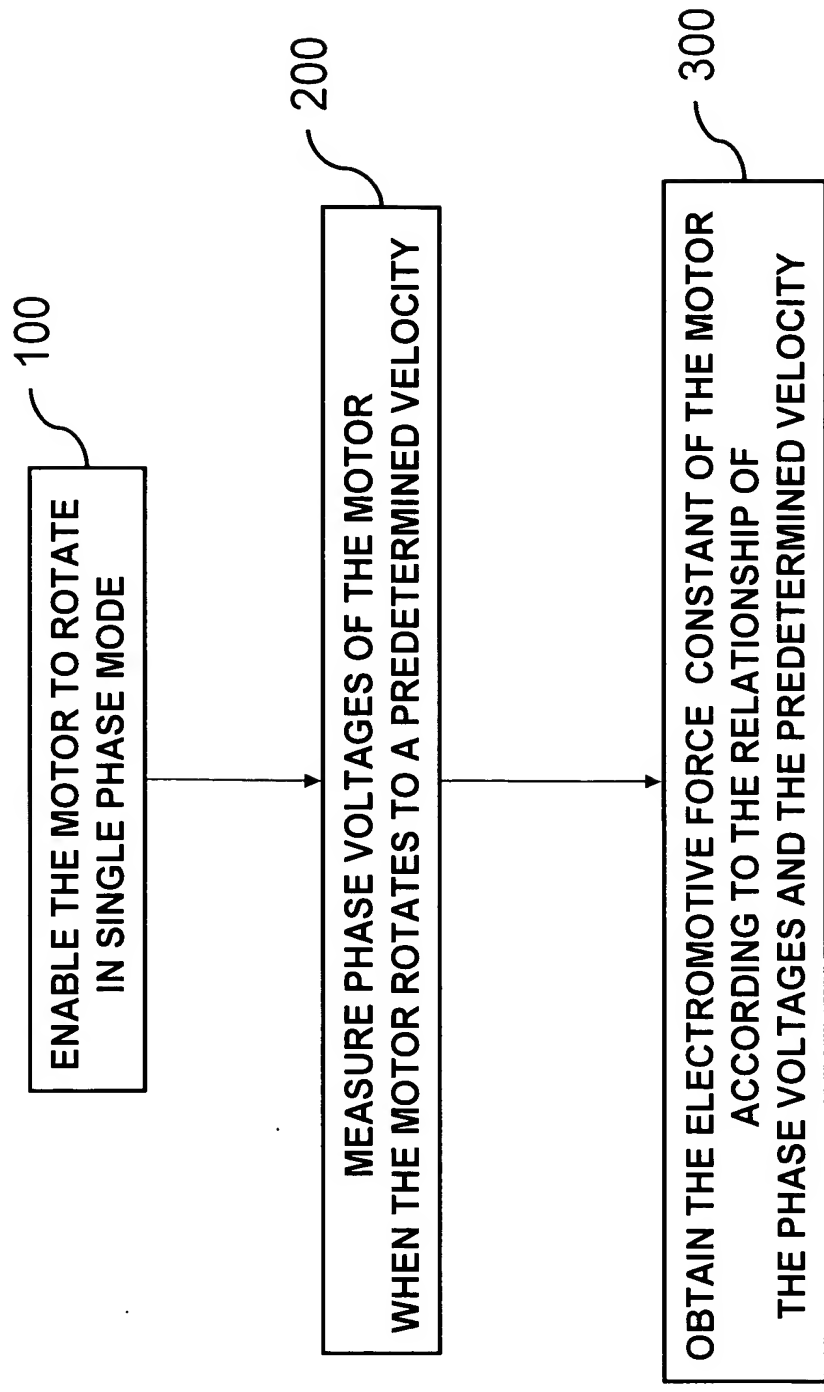 100
ENABLE THE MOTOR TO ROTATE
IN SINGLE PHASE MODE
200
MEASURE PHASE VOLTAGES OF THE MOTOR
WHEN THE MOTOR ROTATES TO A PREDETERMINED VELOCITY
300
OBTAIN THE ELECTROMOTIVE FORCE CONSTANT OF THE MOTOR
ACCORDING TO THE RELATIONSHIP OF
THE PHASE VOLTAGES AND THE PREDETERMINED VELOCITY